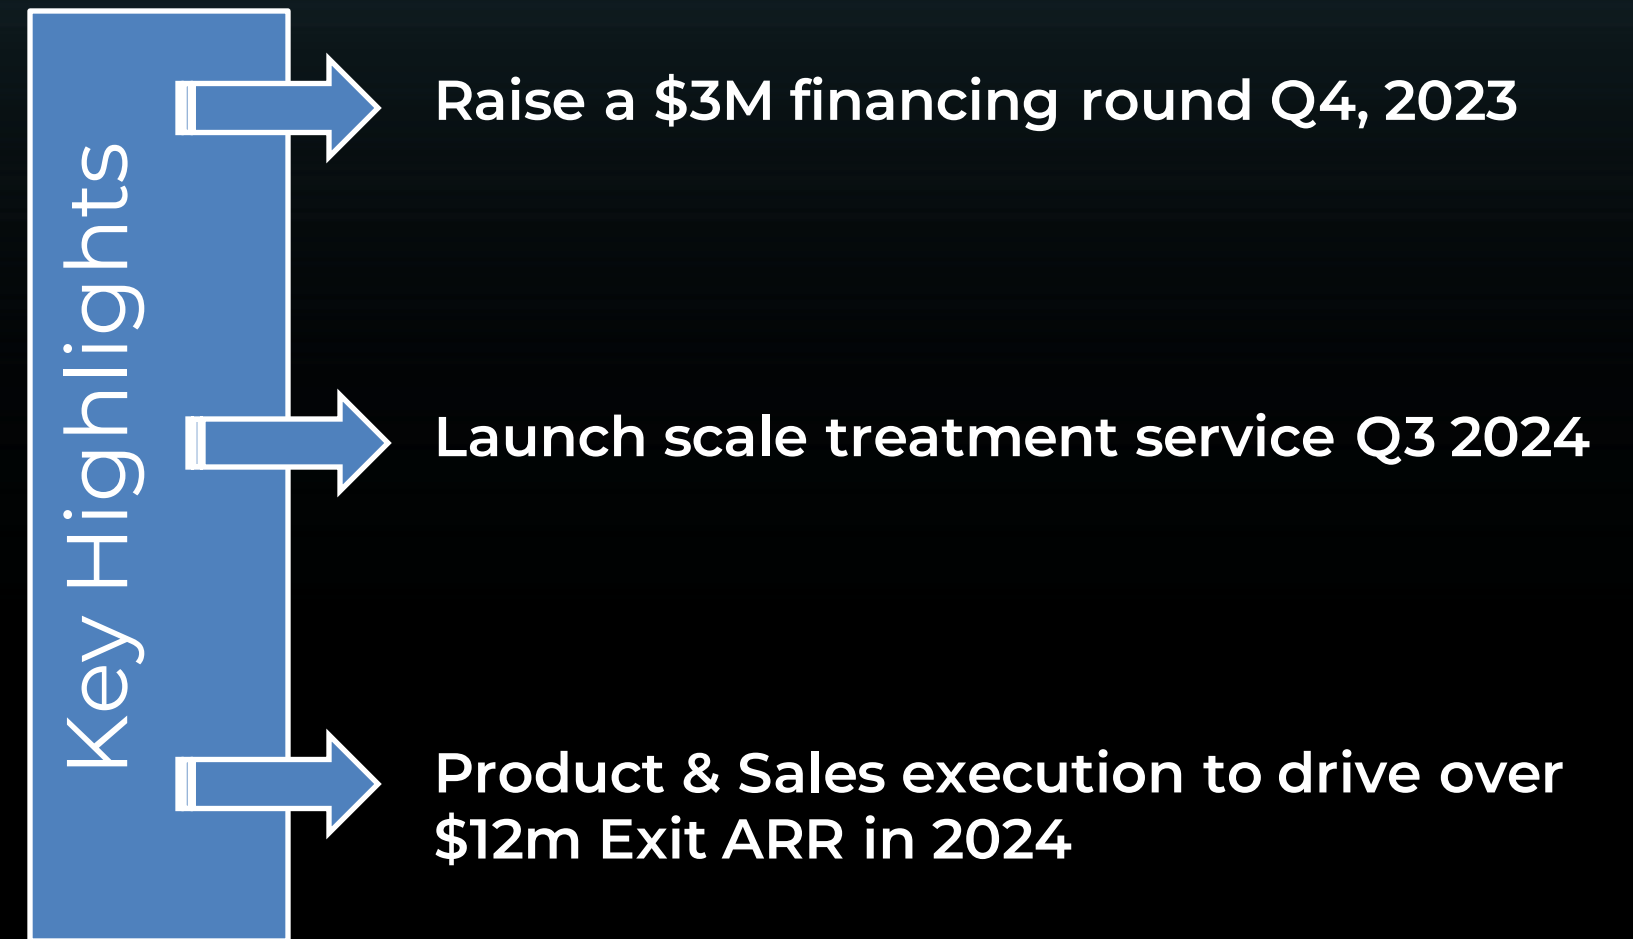 Key Highlights
Raise a $3M financing round Q4, 2023
Launch scale treatment service Q3 2024
Product & Sales execution to drive over
$12m Exit ARR in 2024